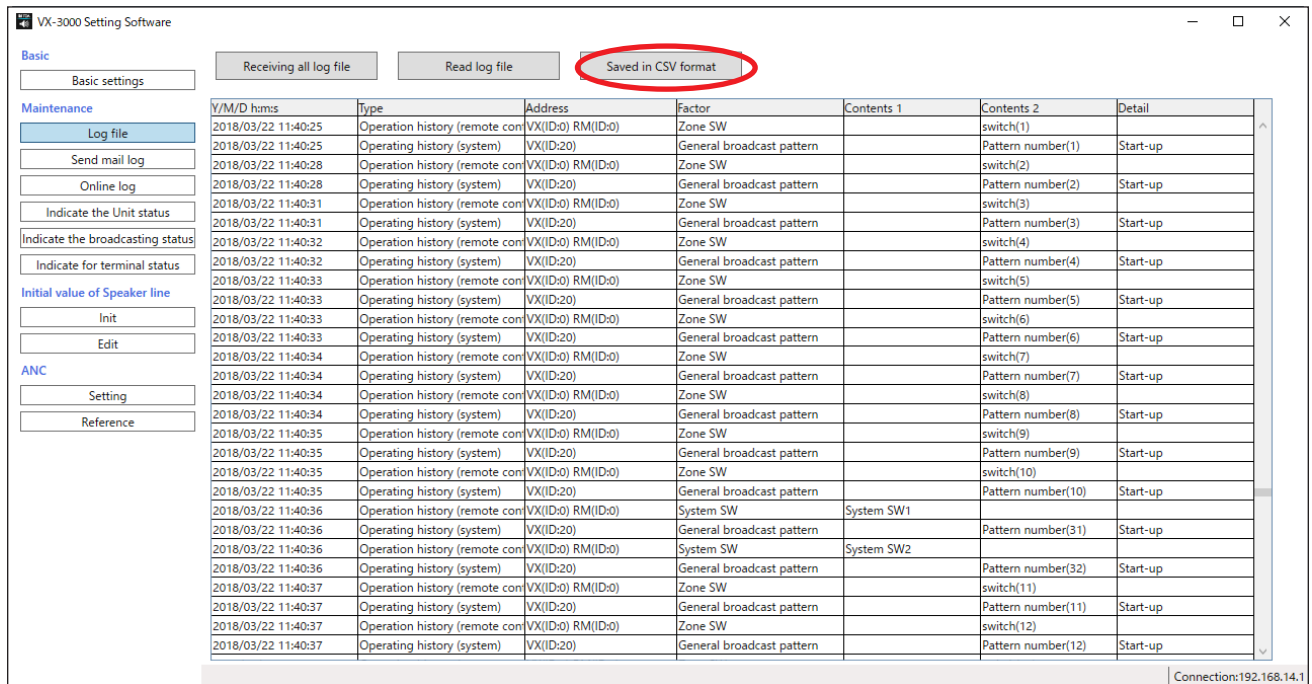 VX-3000 Setting Software
Basic
Basic settings
Maintenance
Log file
Send mail log
Online log
Indicate the Unit status
Indicate the broadcasting status
Indicate for terminal status
Initial value of Speaker line
Init
Edit
ANC
Setting
Reference
Receiving all log file Read log file Saved in CSV format
Y/M/D h:m:s Type Address Factor Contents 1 Contents 2 Detail
2018/03/22 11:40:25 Operation history (remote con VX(ID:0) RM(ID:0) Zone SW switch(1)
2018/03/22 11:40:25 Operating history (system) VX(ID:20) General broadcast pattern Pattern number(1) Start-up
2018/03/22 11:40:28 Operation history (remote con VX(ID:0) RM(ID:0) Zone SW switch(2)
2018/03/22 11:40:28 Operating history (system) VX(ID:20) General broadcast pattern Pattern number(2) Start-up
2018/03/22 11:40:31 Operation history (remote con VX(ID:0) RM(ID:0) Zone SW switch(3)
2018/03/22 11:40:31 Operating history (system) VX(ID:20) General broadcast pattern Pattern number(3) Start-up
2018/03/22 11:40:32 Operation history (remote con VX(ID:0) RM(ID:0) Zone SW switch(4)
2018/03/22 11:40:32 Operating history (system) VX(ID:20) General broadcast pattern Pattern number(4) Start-up
2018/03/22 11:40:33 Operation history (remote con VX(ID:0) RM(ID:0) Zone SW switch(5)
2018/03/22 11:40:33 Operating history (system) VX(ID:20) General broadcast pattern Pattern number(5) Start-up
2018/03/22 11:40:33 Operation history (remote con VX(ID:0) RM(ID:0) Zone SW switch(6)
2018/03/22 11:40:33 Operating history (system) VX(ID:20) General broadcast pattern Pattern number(6) Start-up
2018/03/22 11:40:34 Operation history (remote con VX(ID:0) RM(ID:0) Zone SW switch(7)
2018/03/22 11:40:34 Operating history (system) VX(ID:20) General broadcast pattern Pattern number(7) Start-up
2018/03/22 11:40:34 Operation history (remote con VX(ID:0) RM(ID:0) Zone SW switch(8)
2018/03/22 11:40:34 Operating history (system) VX(ID:20) General broadcast pattern Pattern number(8) Start-up
2018/03/22 11:40:35 Operation history (remote con VX(ID:0) RM(ID:0) Zone SW switch(9)
2018/03/22 11:40:35 Operating history (system) VX(ID:20) General broadcast pattern Pattern number(9) Start-up
2018/03/22 11:40:35 Operation history (remote con VX(ID:0) RM(ID:0) Zone SW switch(10)
2018/03/22 11:40:35 Operating history (system) VX(ID:20) General broadcast pattern Pattern number(10) Start-up
2018/03/22 11:40:36 Operation history (remote con VX(ID:0) RM(ID:0) System SW System SW1
2018/03/22 11:40:36 Operating history (system) VX(ID:20) General broadcast pattern Pattern number(31) Start-up
2018/03/22 11:40:36 Operation history (remote con VX(ID:0) RM(ID:0) System SW System SW2
2018/03/22 11:40:36 Operating history (system) VX(ID:20) General broadcast pattern Pattern number(32) Start-up
2018/03/22 11:40:37 Operation history (remote con VX(ID:0) RM(ID:0) Zone SW switch(11)
2018/03/22 11:40:37 Operating history (system) VX(ID:20) General broadcast pattern Pattern number(11) Start-up
2018/03/22 11:40:37 Operation history (remote con VX(ID:0) RM(ID:0) Zone SW switch(12)
2018/03/22 11:40:37 Operating history (system) VX(ID:20) General broadcast pattern Pattern number(12) Start-up
Connection:192.168.14.1